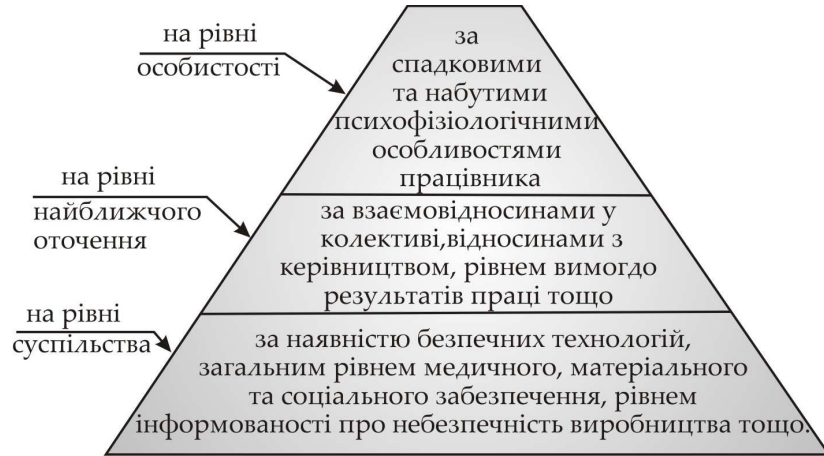 на рівні
особистості
за
спадковими
та набутими
психофізіологічними
особливостями
працівника
на рівні
найближчого
оточення
за взаємовідносинами у
колективі,відносинами з
керівництвом, рівнем вимогдо
результатів праці тощо
на рівні
суспільства
за наявністю безпечних технологій,
загальним рівнем медичного, матеріального
та соціального забезпечення, рівнем
інформованості про небезпечність виробництва тощо.